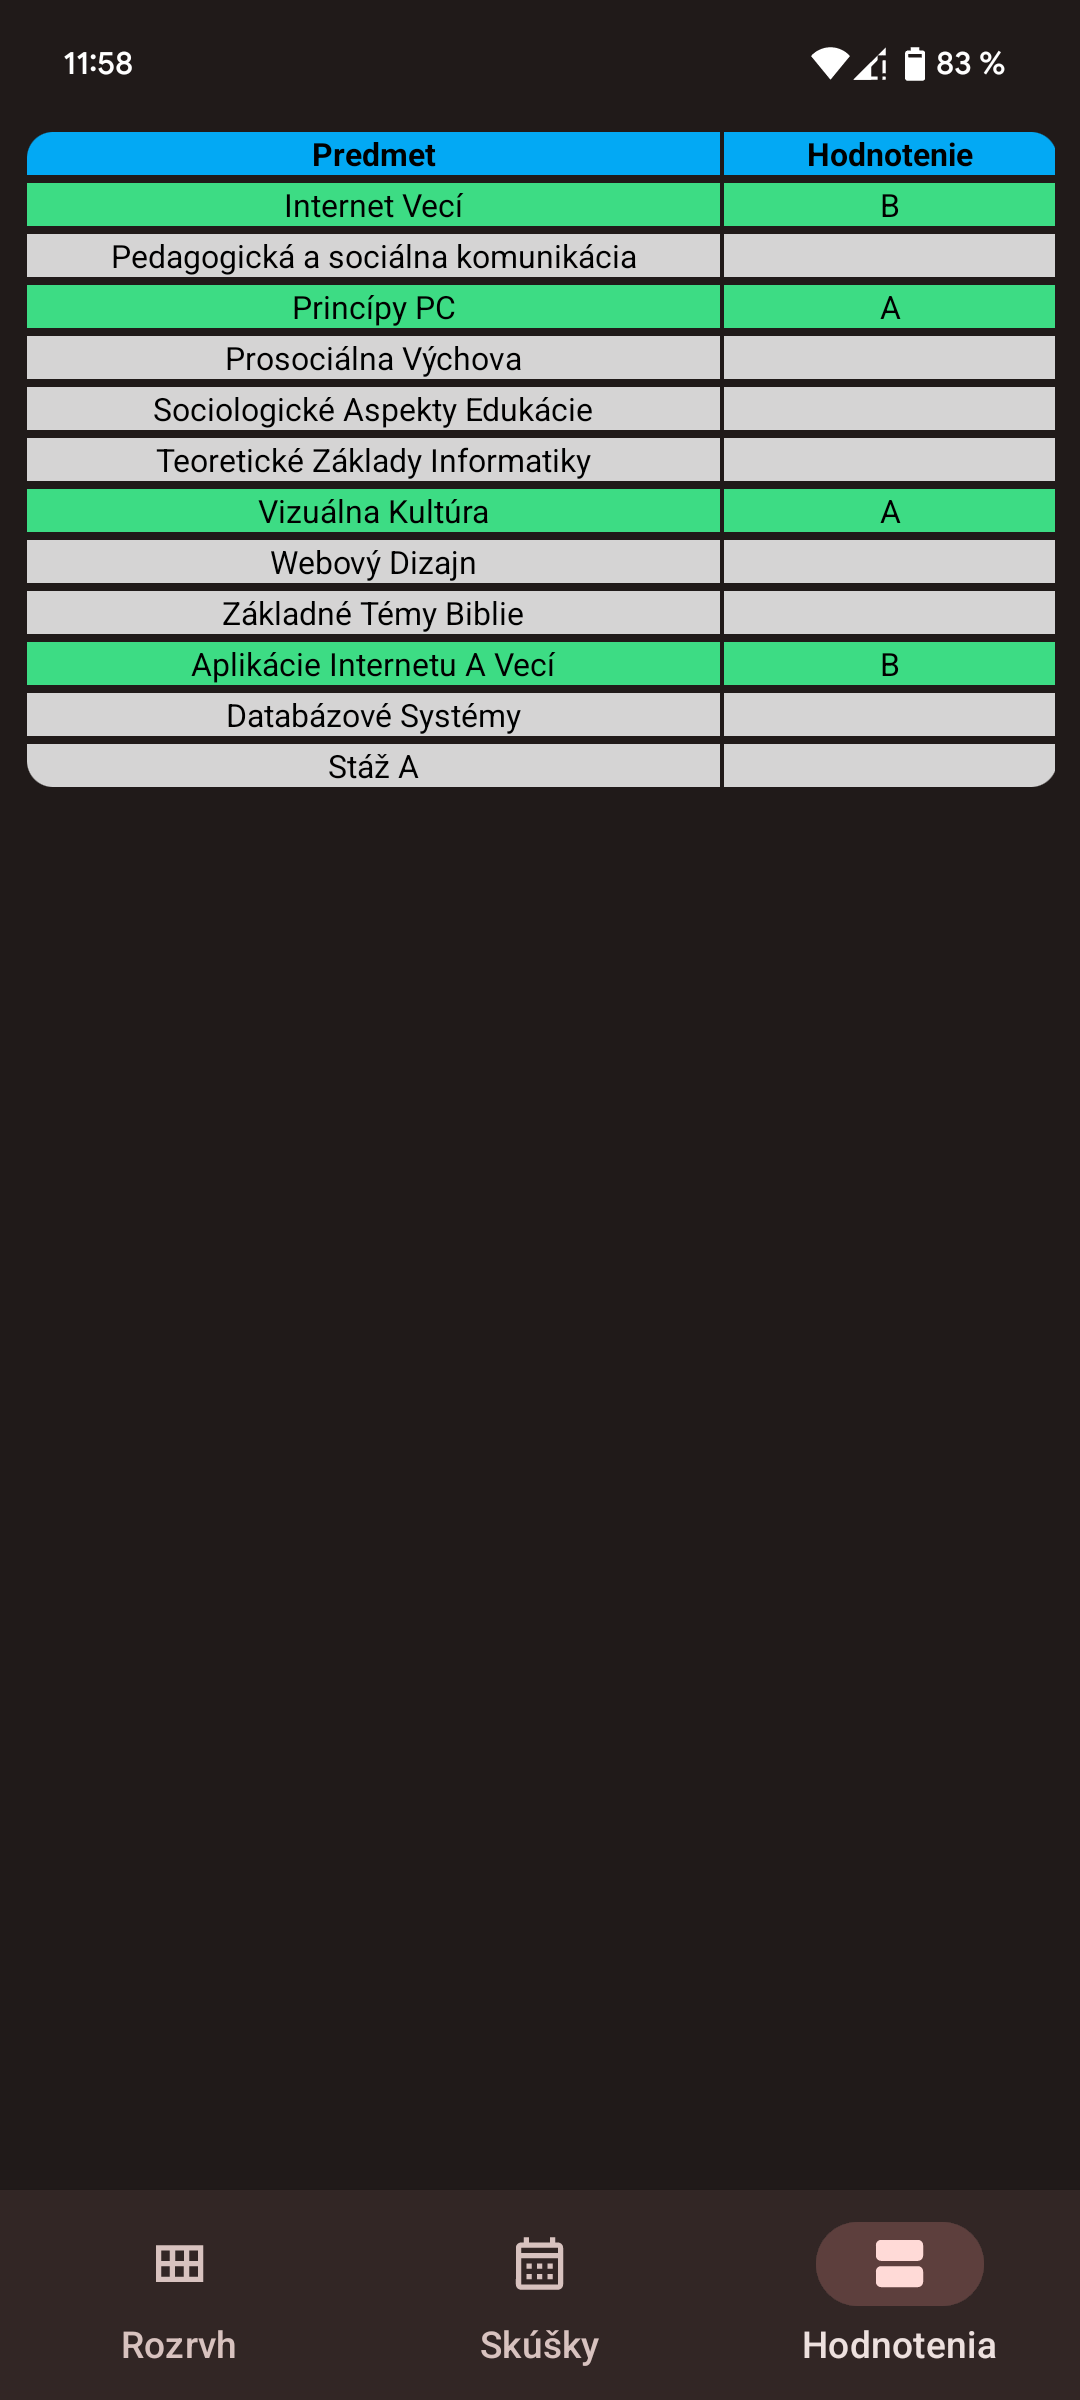 11:58 83 %
Predmet Hodnotenie
Internet Vecí B
Pedagogická a sociálna komunikácia
Princípy PC A
Prosociálna Výchova
Sociologické Aspekty Edukácie
Teoretické Základy Informatiky
Vizuálna Kultúra A
Webový Dizajn
Základné Témy Biblie
Aplikácie Internetu A Vecí B
Databázové Systémy
Stáž A
Rozrvh Skúšky Hodnotenia